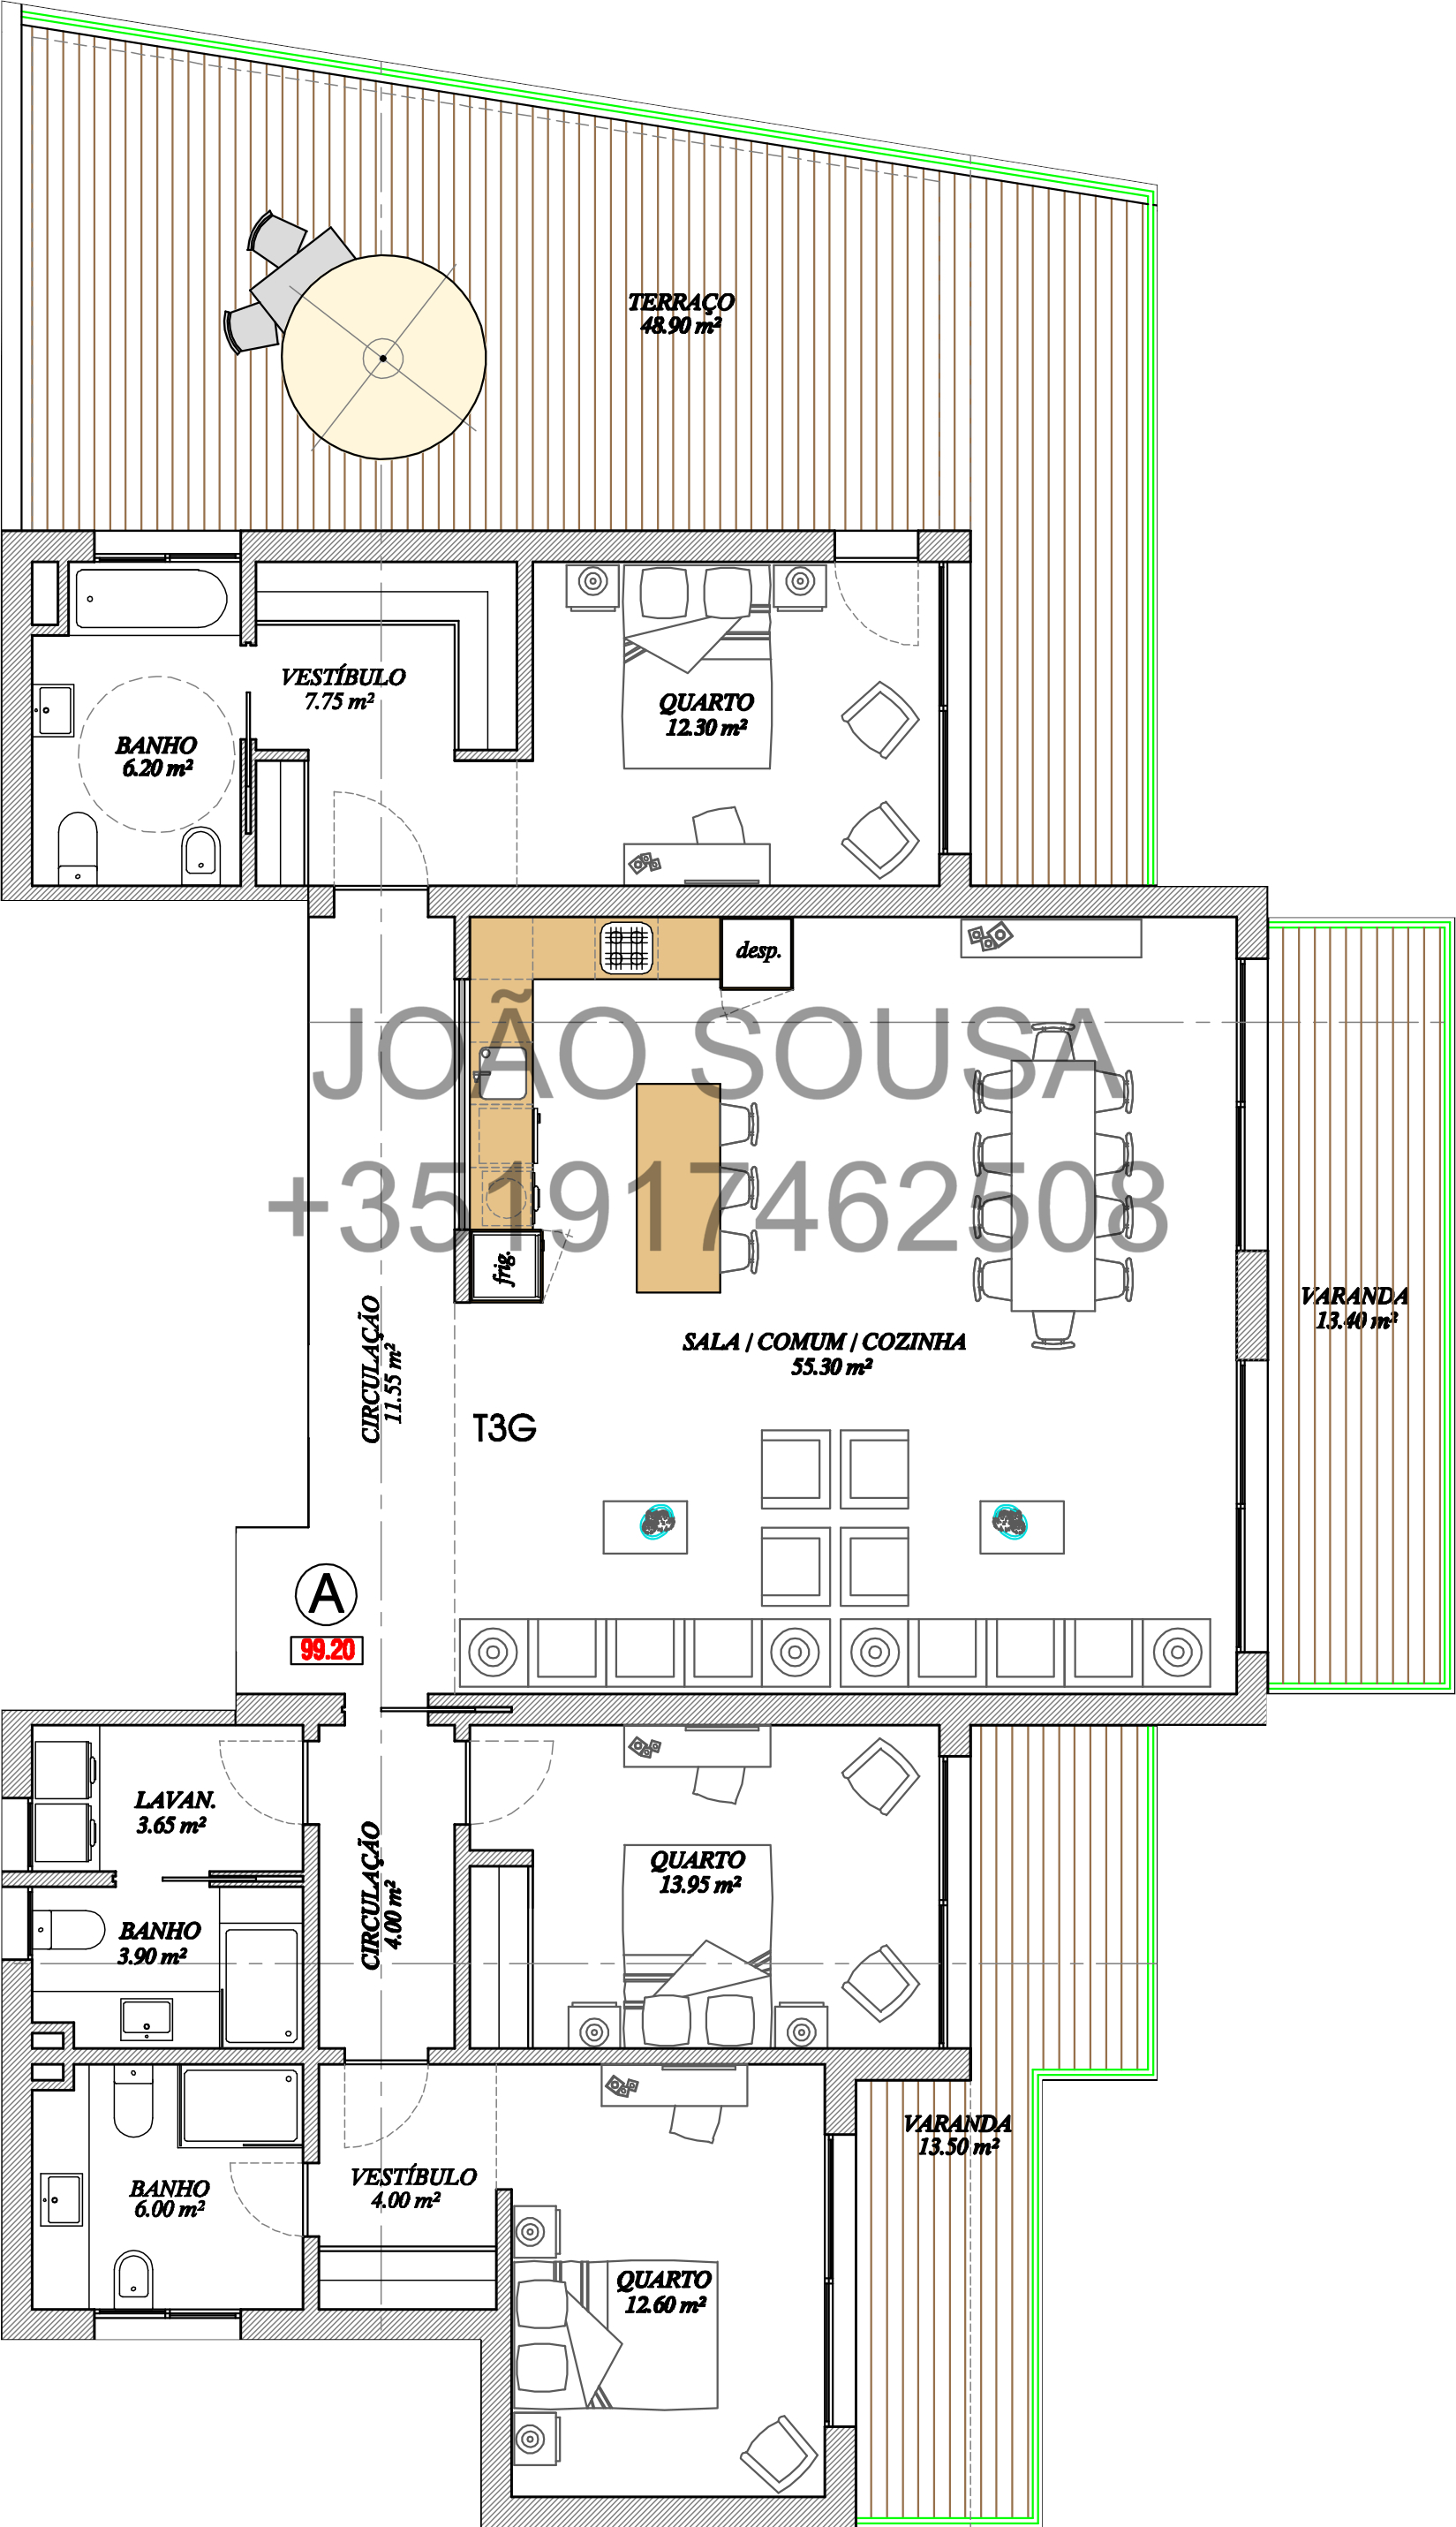 TERRAÇO
48.90 m²
VESTÍBULO
7.75 m²
QUARTO
12.30 m²
BANHO
6.20 m²
desp.
JOÃO SOUSA
+351917462508
frig.
VARANDA
13.40 m²
SALA / COMUM / COZINHA
55.30 m²
CIRCULAÇÃO
11.55 m²
T3G
A
99.20
LAVAN.
3.65 m²
CIRCULAÇÃO
4.00 m²
QUARTO
13.95 m²
BANHO
3.90 m²
VARANDA
13.50 m²
VESTÍBULO
4.00 m²
BANHO
6.00 m²
QUARTO
12.60 m²